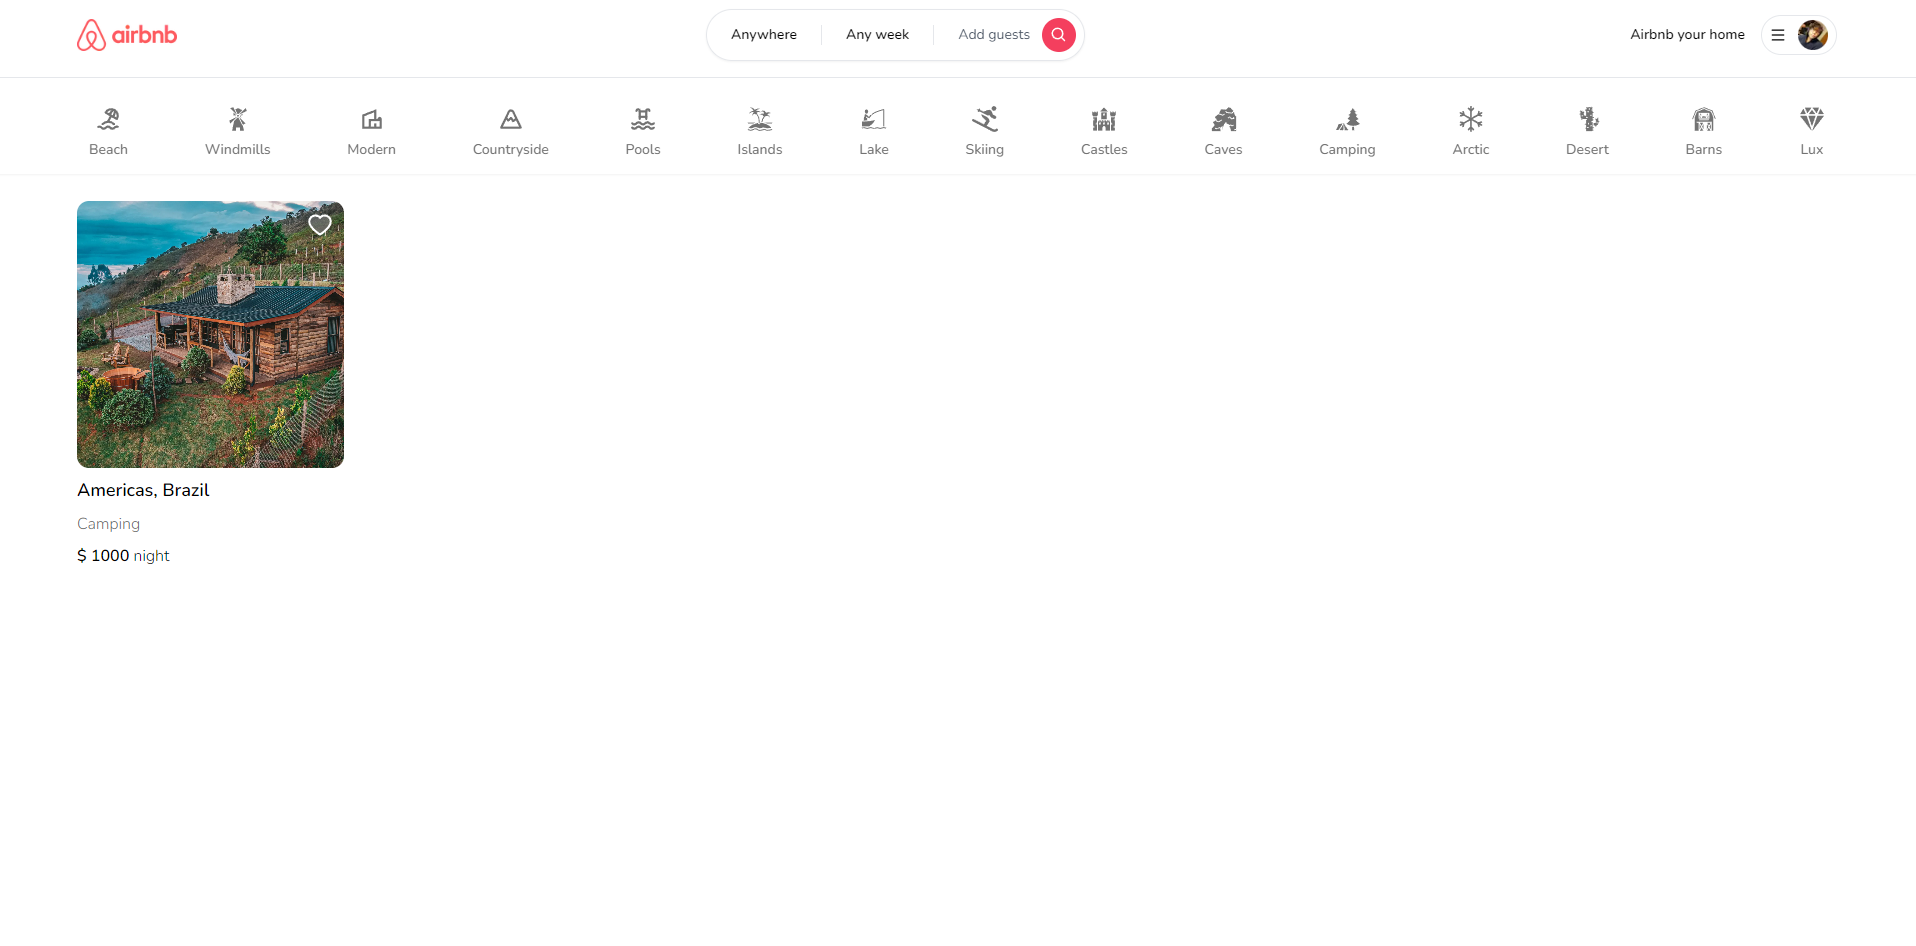 airbnb
Anywhere
Any week
Add guests
Airbnb your home
Beach
Windmills
Modern
Countryside
Pools
Islands
Lake
Skiing
Castles
Caves
Camping
Arctic
Desert
Barns
Lux
Americas, Brazil
Camping
$ 1000 night